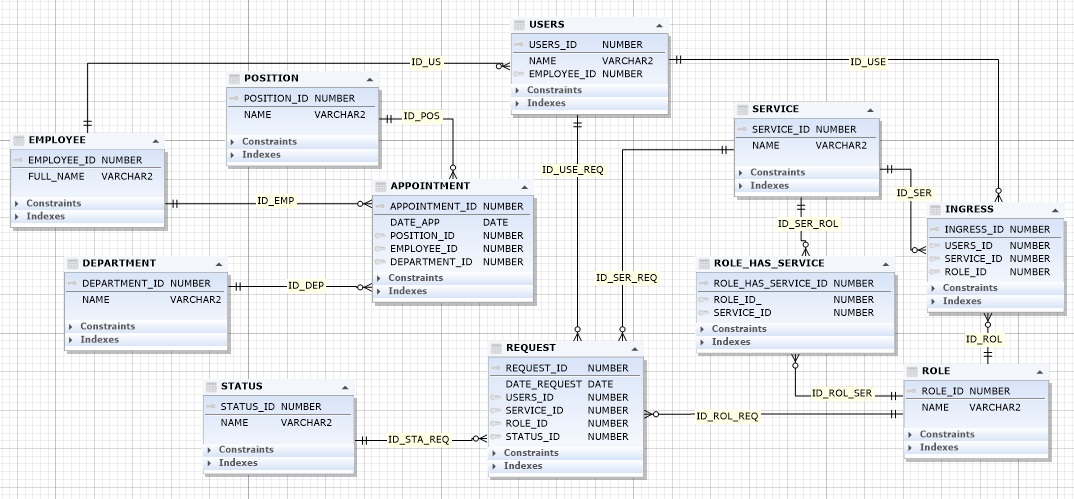 USERS
USERS_ID NUMBER
NAME VARCHAR2
EMPLOYEE_ID NUMBER
Constraints
Indexes
ID_US
ID_USE
POSITION
POSITION_ID NUMBER
NAME VARCHAR2
Constraints
Indexes
ID_POS
SERVICE
SERVICE_ID NUMBER
NAME VARCHAR2
Constraints
Indexes
EMPLOYEE
EMPLOYEE_ID NUMBER
FULL_NAME VARCHAR2
Constraints
Indexes
ID_USE_REQ
ID_EMP
APPOINTMENT
APPOINTMENT_ID NUMBER
DATE_APP DATE
POSITION_ID NUMBER
EMPLOYEE_ID NUMBER
DEPARTMENT_ID NUMBER
Constraints
Indexes
ID_SER
ID_SER_ROL
INGRESS
INGRESS_ID NUMBER
USERS_ID NUMBER
SERVICE_ID NUMBER
ROLE_ID NUMBER
Constraints
Indexes
DEPARTMENT
DEPARTMENT_ID NUMBER
NAME VARCHAR2
Constraints
Indexes
ID_DEP
ID_SER_REQ
ROLE_HAS_SERVICE
ROLE_HAS_SERVICE_ID NUMBER
ROLE_ID_ NUMBER
SERVICE_ID NUMBER
Constraints
Indexes
ID_ROL
REQUEST
REQUEST_ID NUMBER
DATE_REQUEST DATE
USERS_ID NUMBER
SERVICE_ID NUMBER
ROLE_ID NUMBER
STATUS_ID NUMBER
Constraints
Indexes
ROLE
ROLE_ID NUMBER
NAME VARCHAR2
Constraints
Indexes
ID_ROL_SER
ID_ROL_REQ
STATUS
STATUS_ID NUMBER
NAME VARCHAR2
Constraints
Indexes
ID_STA_REQ